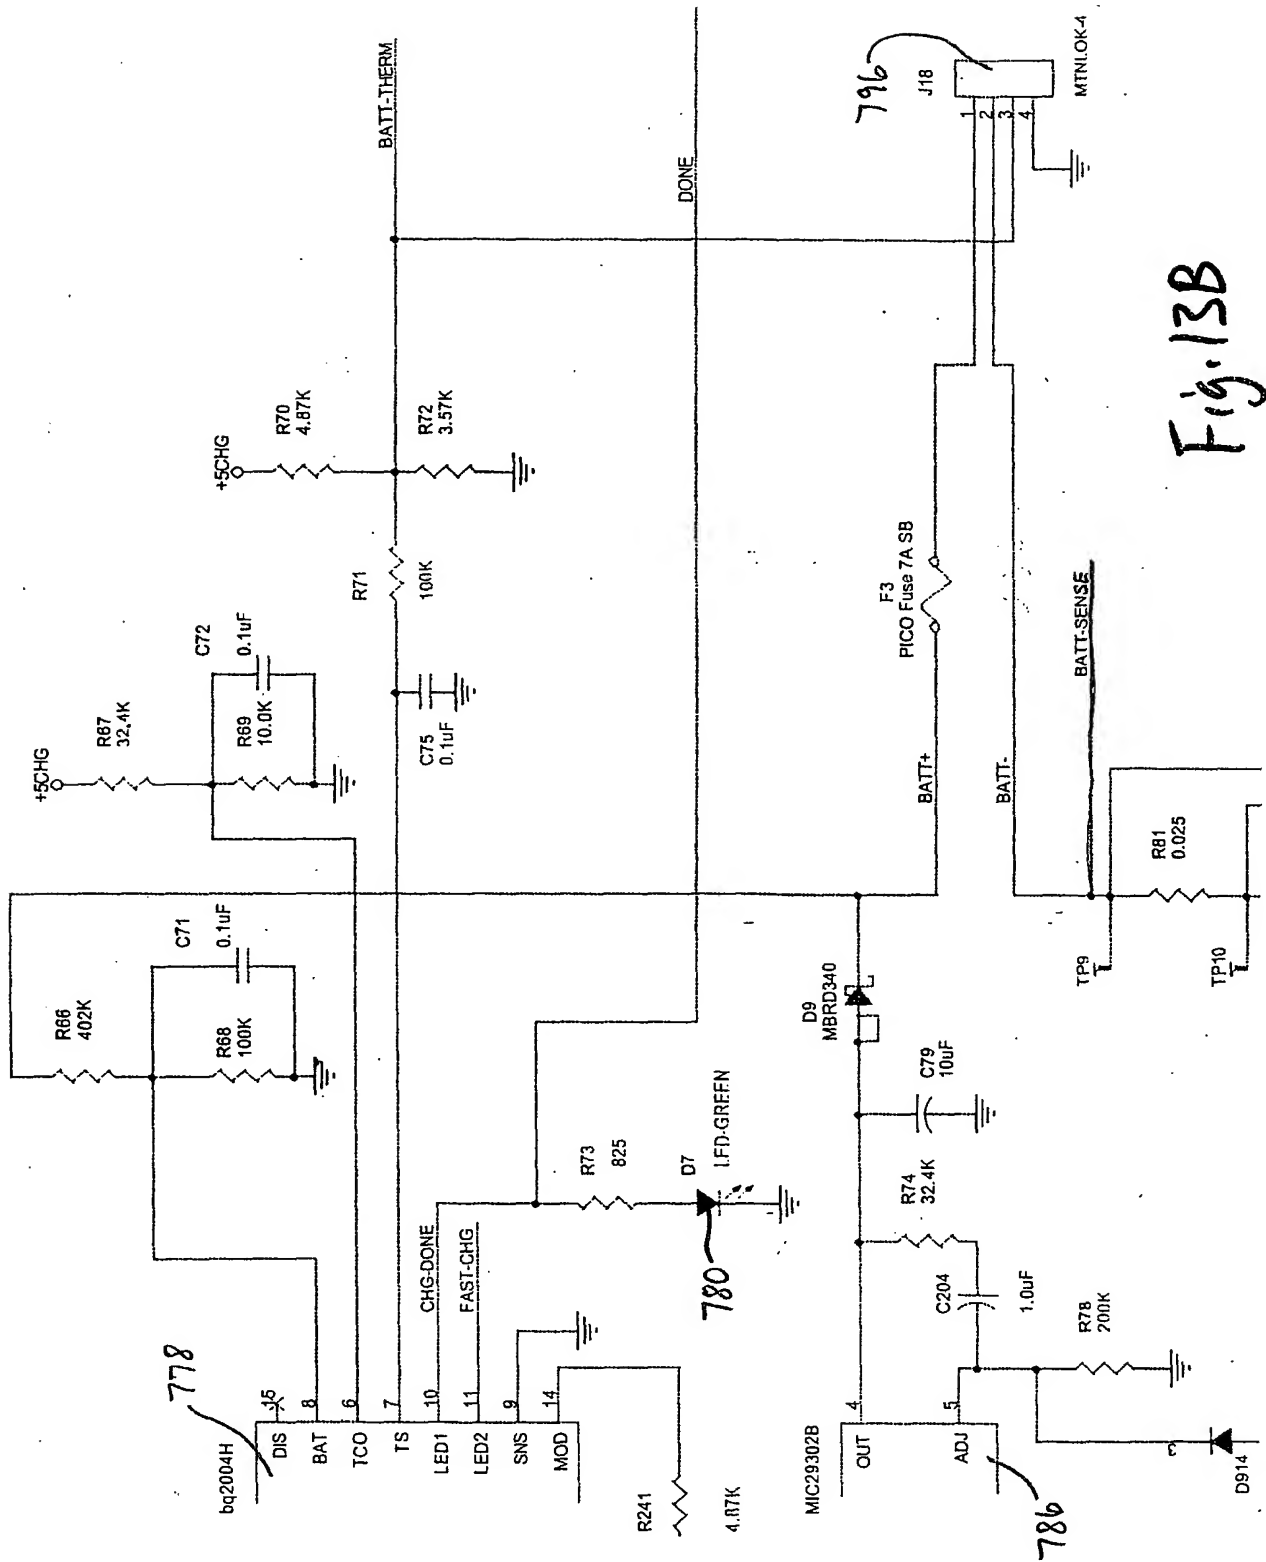 BATT-THERM
796
J18
1
2
3
4
MTNLOK-4
DONE
+5CHG
R70
4.87K
R72
3.57K
R71
100K
C72
0.1uF
+5CHG
R67
32.4K
R69
10.0K
C75
0.1uF
F3
PICO Fuse 7A SB
Fig. 13B
BATT-SENSE
BATT+
BATT-
R81
0.025
TP9
TP10
C71
0.1uF
R66
402K
R68
100K
D9
MBRD340
C79
10uF
R73
825
D7
LED-GREEN
780
R74
32.4K
C204
1.0uF
R78
200K
CHG-DONE
FAST-CHG
778
bq2004H
15
DIS
8
BAT
6
TCO
7
TS
10
LED1
11
LED2
9
SNS
14
MOD
R241
4.87K
MIC29302B
4
OUT
5
ADJ
786
D914